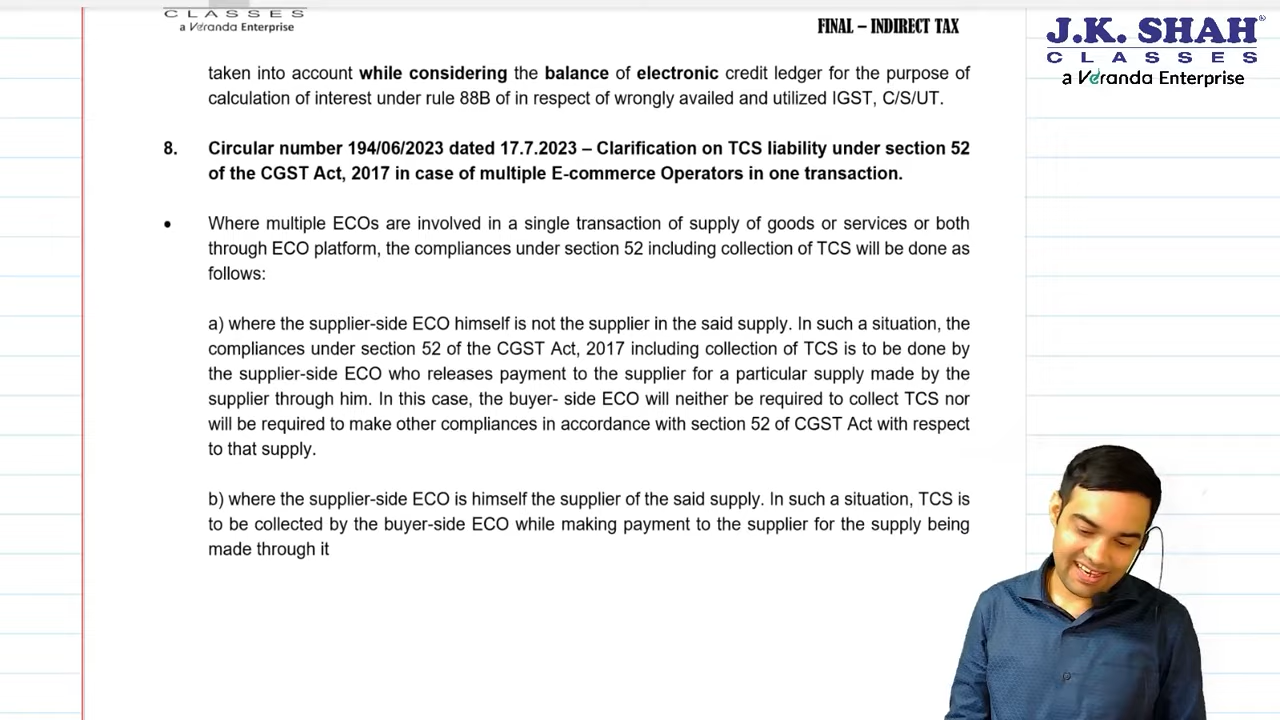 CLASSES
a Veranda Enterprise
FINAL – INDIRECT TAX
J.K. SHAH®
CLASSES
a Veranda Enterprise
taken into account while considering the balance of electronic credit ledger for the purpose of
calculation of interest under rule 88B of in respect of wrongly availed and utilized IGST, C/S/UT.
8. Circular number 194/06/2023 dated 17.7.2023 – Clarification on TCS liability under section 52
of the CGST Act, 2017 in case of multiple E-commerce Operators in one transaction.
• Where multiple ECOs are involved in a single transaction of supply of goods or services or both
through ECO platform, the compliances under section 52 including collection of TCS will be done as
follows:
a) where the supplier-side ECO himself is not the supplier in the said supply. In such a situation, the
compliances under section 52 of the CGST Act, 2017 including collection of TCS is to be done by
the supplier-side ECO who releases payment to the supplier for a particular supply made by the
supplier through him. In this case, the buyer- side ECO will neither be required to collect TCS nor
will be required to make other compliances in accordance with section 52 of CGST Act with respect
to that supply.
b) where the supplier-side ECO is himself the supplier of the said supply. In such a situation, TCS is
to be collected by the buyer-side ECO while making payment to the supplier for the supply being
made through it